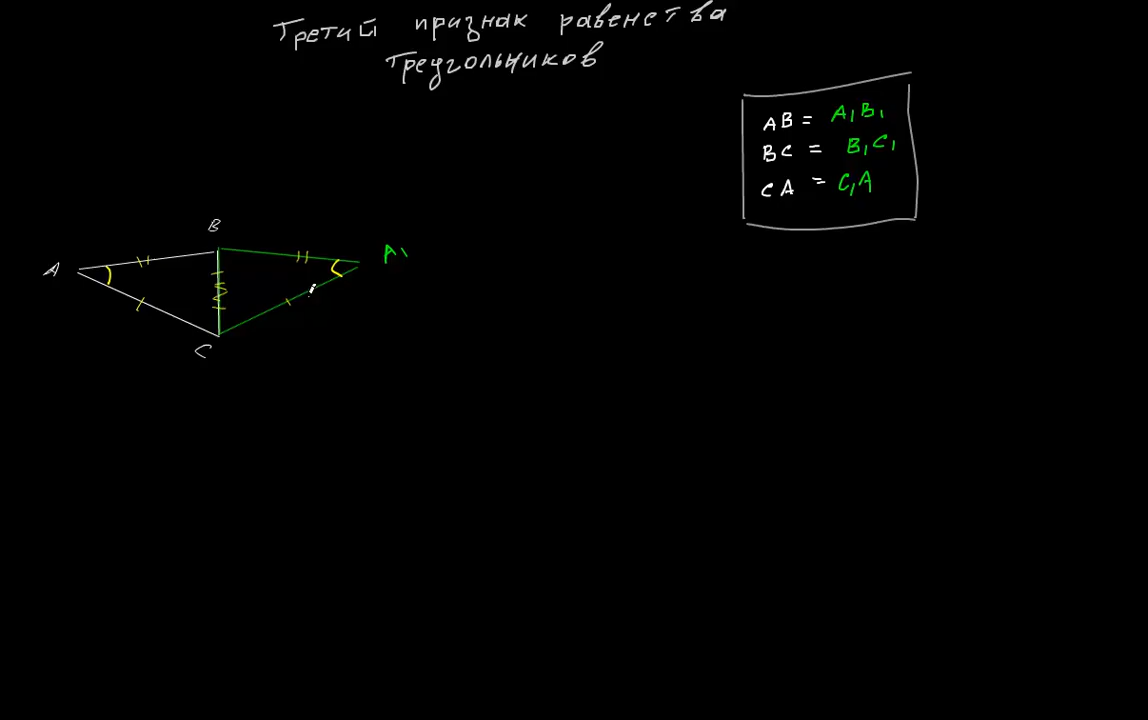 Третий признак равенства
треугольников
AB = A₁B₁
BC = B₁C₁
CA = C₁A
B
A
A₁
C